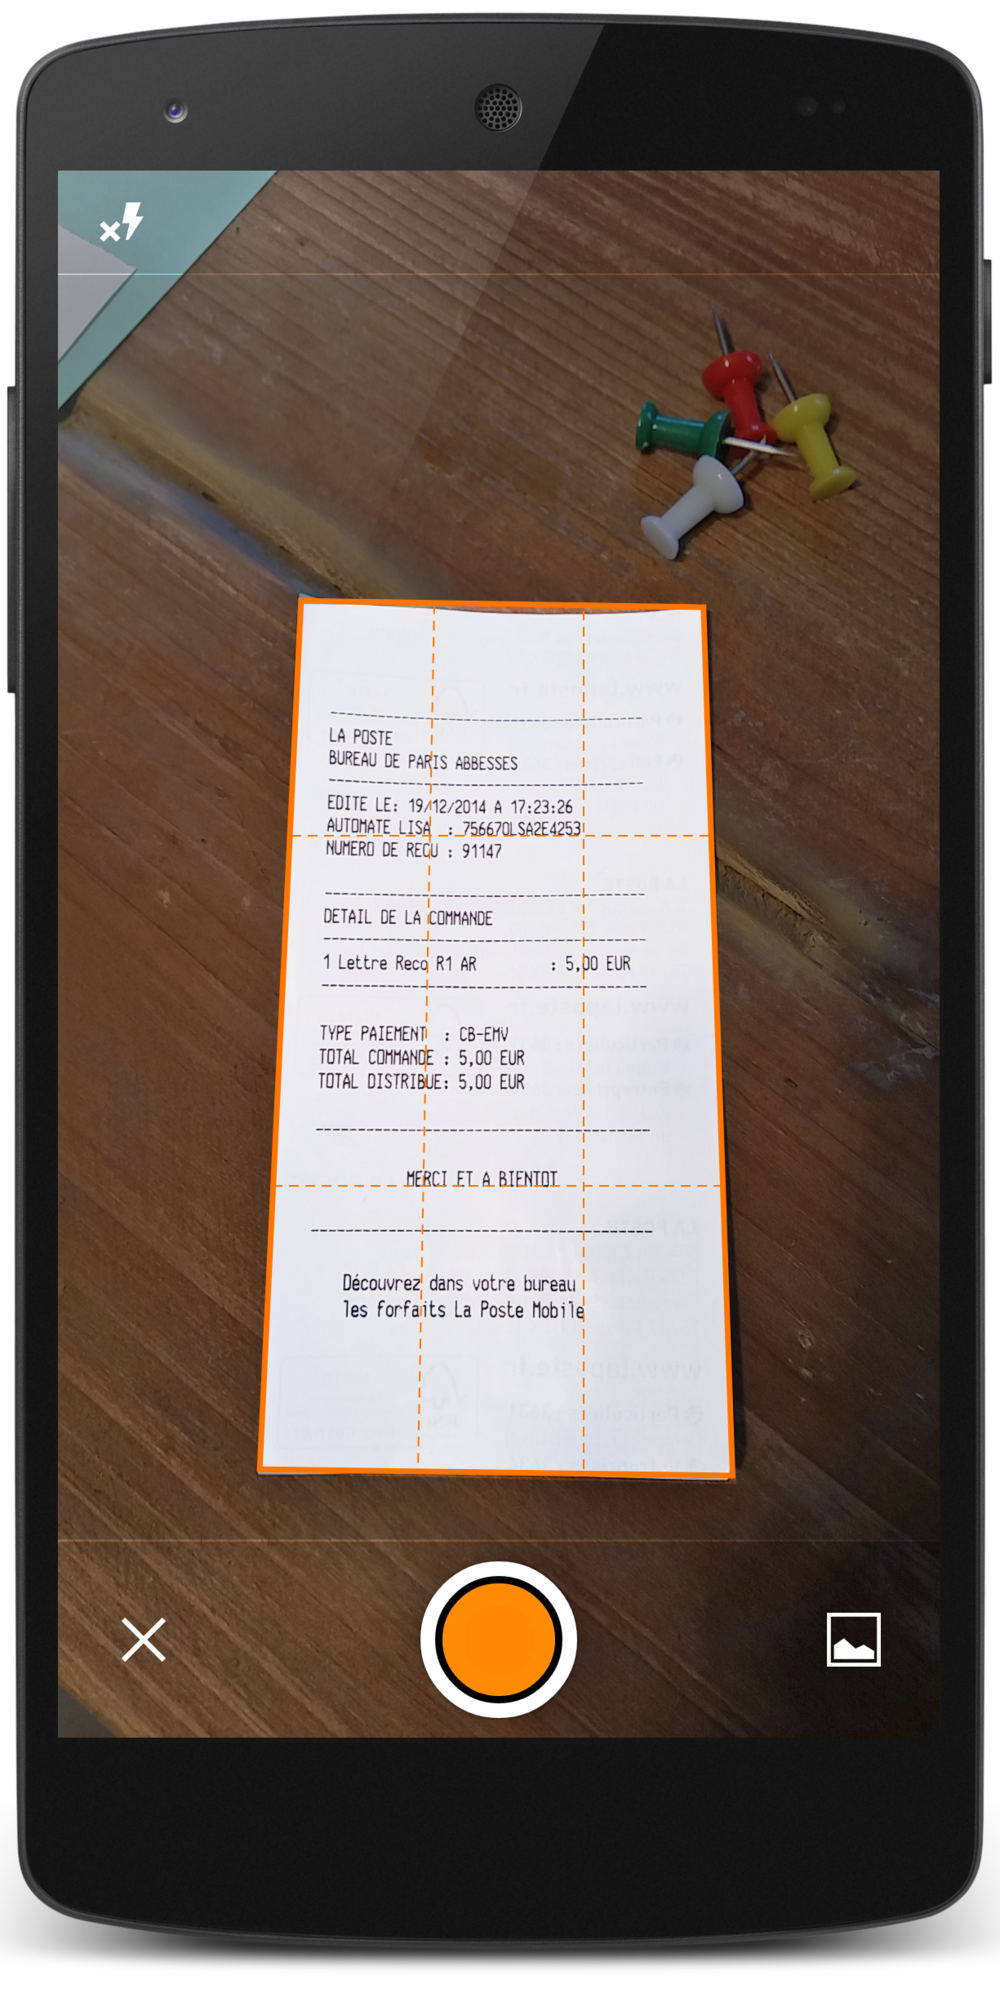 LA POSTE
BUREAU DE PARIS ABBESSES
EDITE LE: 19/12/2014 A 17:23:26
AUTOMATE LISA : 756670LSA2E4253
NUMERO DE RECU : 91147
DETAIL DE LA COMMANDE
1 Lettre Reco R1 AR : 5,00 EUR
TYPE PAIEMENT : CB-EMV
TOTAL COMMANDE : 5,00 EUR
TOTAL DISTRIBUE: 5,00 EUR
MERCI ET A BIENTOT
Découvrez dans votre bureau
les forfaits La Poste Mobile